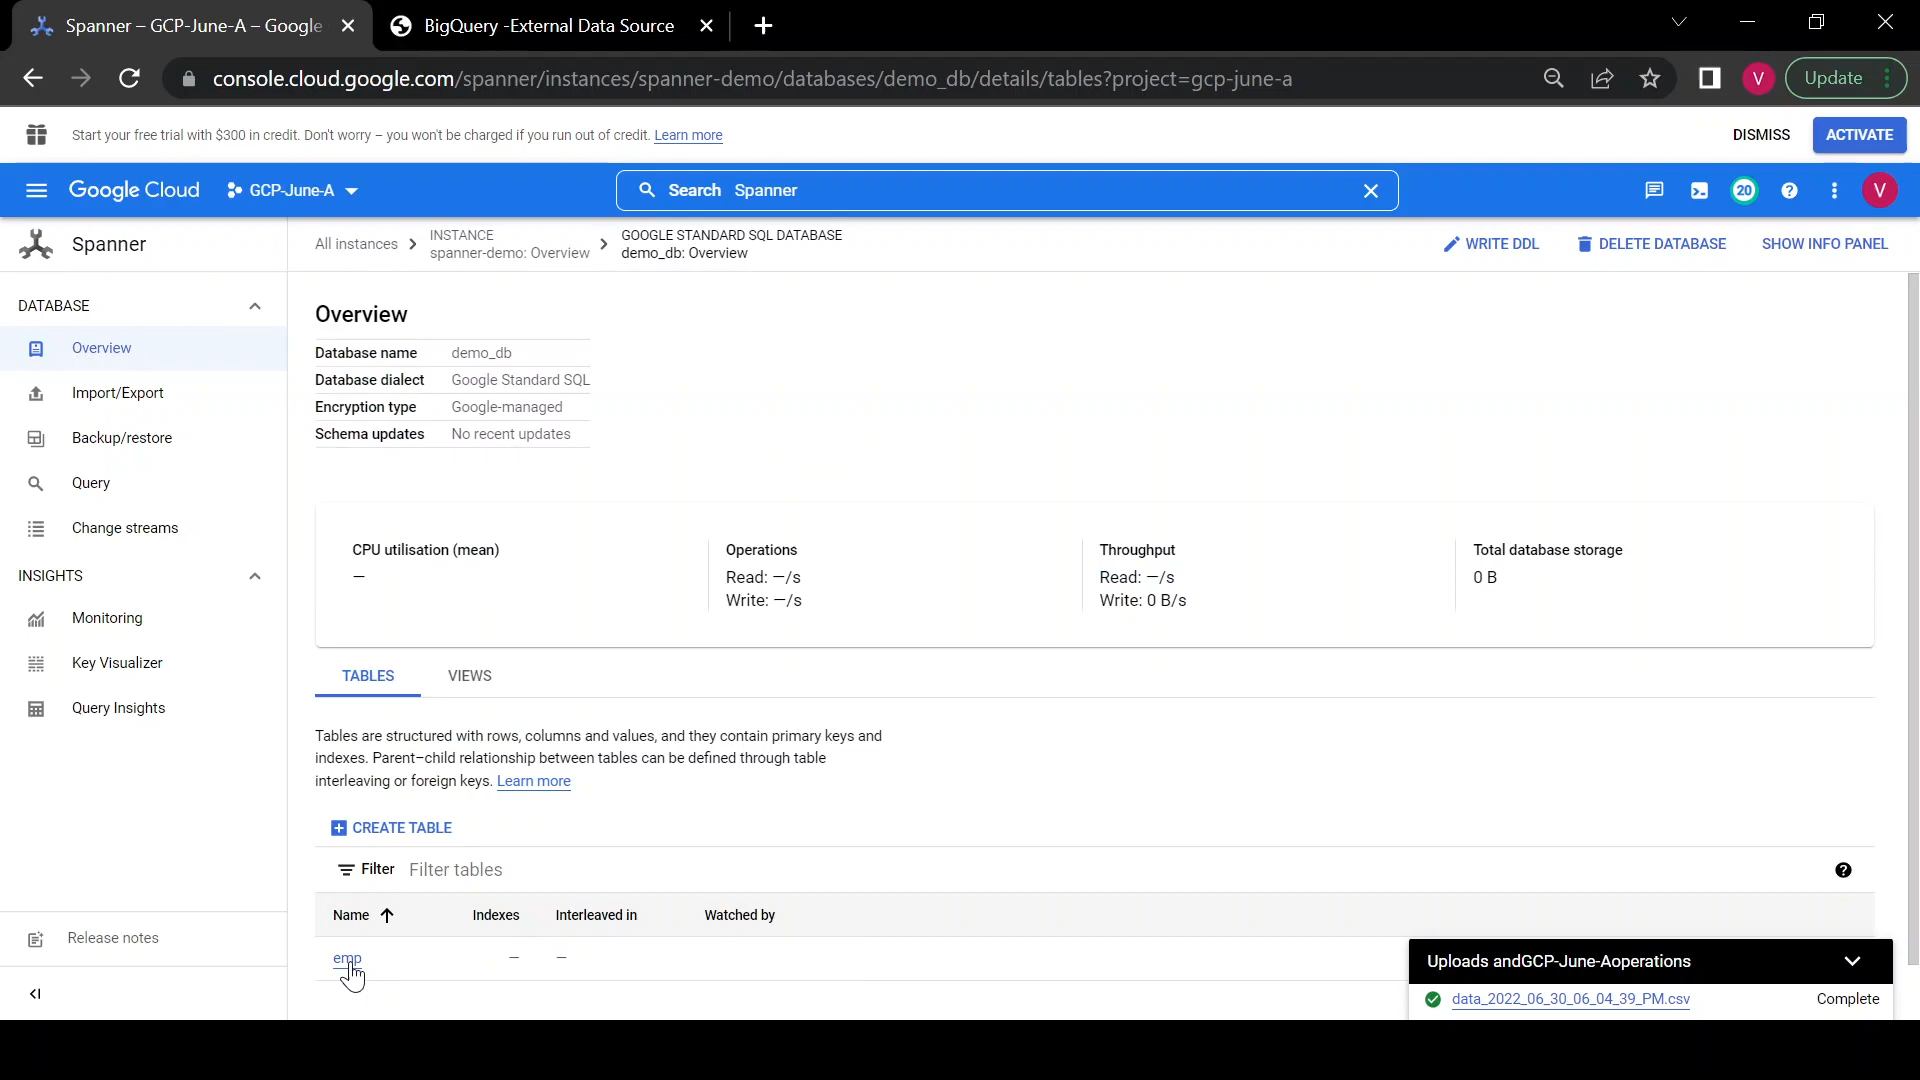 Spanner – GCP-June-A – Google
BigQuery -External Data Source
console.cloud.google.com/spanner/instances/spanner-demo/databases/demo_db/details/tables?project=gcp-june-a
V
Update
Start your free trial with $300 in credit. Don't worry – you won't be charged if you run out of credit. Learn more
DISMISS
ACTIVATE
Google Cloud
GCP-June-A
Search Spanner
20
V
Spanner
All instances
INSTANCE
spanner-demo: Overview
GOOGLE STANDARD SQL DATABASE
demo_db: Overview
WRITE DDL
DELETE DATABASE
SHOW INFO PANEL
DATABASE
Overview
Import/Export
Backup/restore
Query
Change streams
INSIGHTS
Monitoring
Key Visualizer
Query Insights
Release notes
Overview
Database name demo_db
Database dialect Google Standard SQL
Encryption type Google-managed
Schema updates No recent updates
CPU utilisation (mean)
—
Operations
Read: —/s
Write: —/s
Throughput
Read: —/s
Write: 0 B/s
Total database storage
0 B
TABLES VIEWS
Tables are structured with rows, columns and values, and they contain primary keys and
indexes. Parent–child relationship between tables can be defined through table
interleaving or foreign keys. Learn more
CREATE TABLE
Filter Filter tables
Name Indexes Interleaved in Watched by
emp — —
Uploads andGCP-June-Aoperations
data_2022_06_30_06_04_39_PM.csv Complete